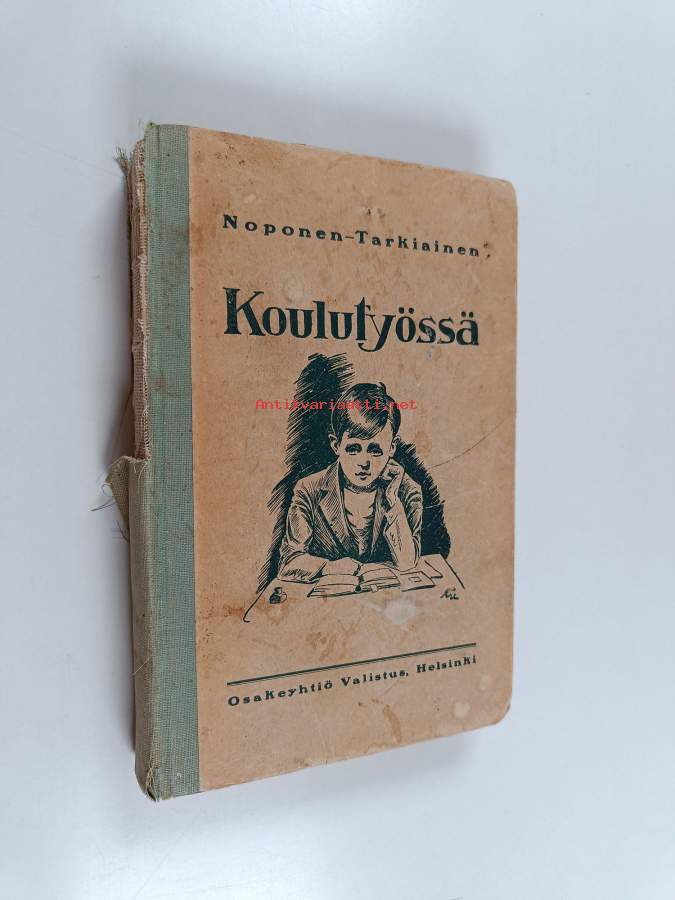 Noponen-Tarkiainen
Koulutyössä
Antikvariaatti.net
Osakeyhtiö Valistus, Helsinki